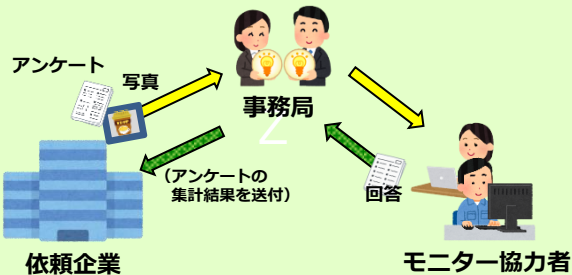 アンケート
写真
事務局
Z
(アンケートの
集計結果を送付)
回答
依頼企業
モニター協力者